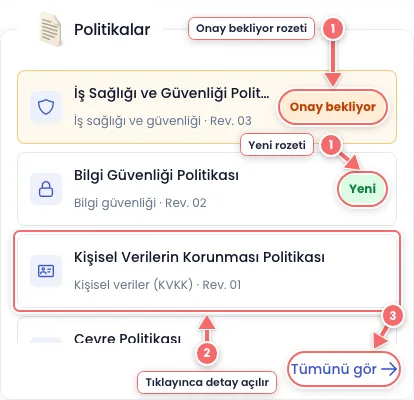 Politikalar
Onay bekliyor rozeti
1
İş Sağlığı ve Güvenliği Polit...
İş sağlığı ve güvenliği · Rev. 03
Onay bekliyor
Yeni rozeti
1
Bilgi Güvenliği Politikası
Bilgi güvenliği · Rev. 02
Yeni
Kişisel Verilerin Korunması Politikası
Kişisel veriler (KVKK) · Rev. 01
3
Çevre Politikası
2
Tümünü gör
Tıklayınca detay açılır